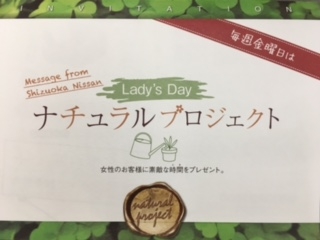 INVITATION
毎週金曜日は
Message from
Shizuoka Nissan
Lady's Day
ナチュラルプロジェクト
女性のお客様に素敵な時間をプレゼント。
natural
project